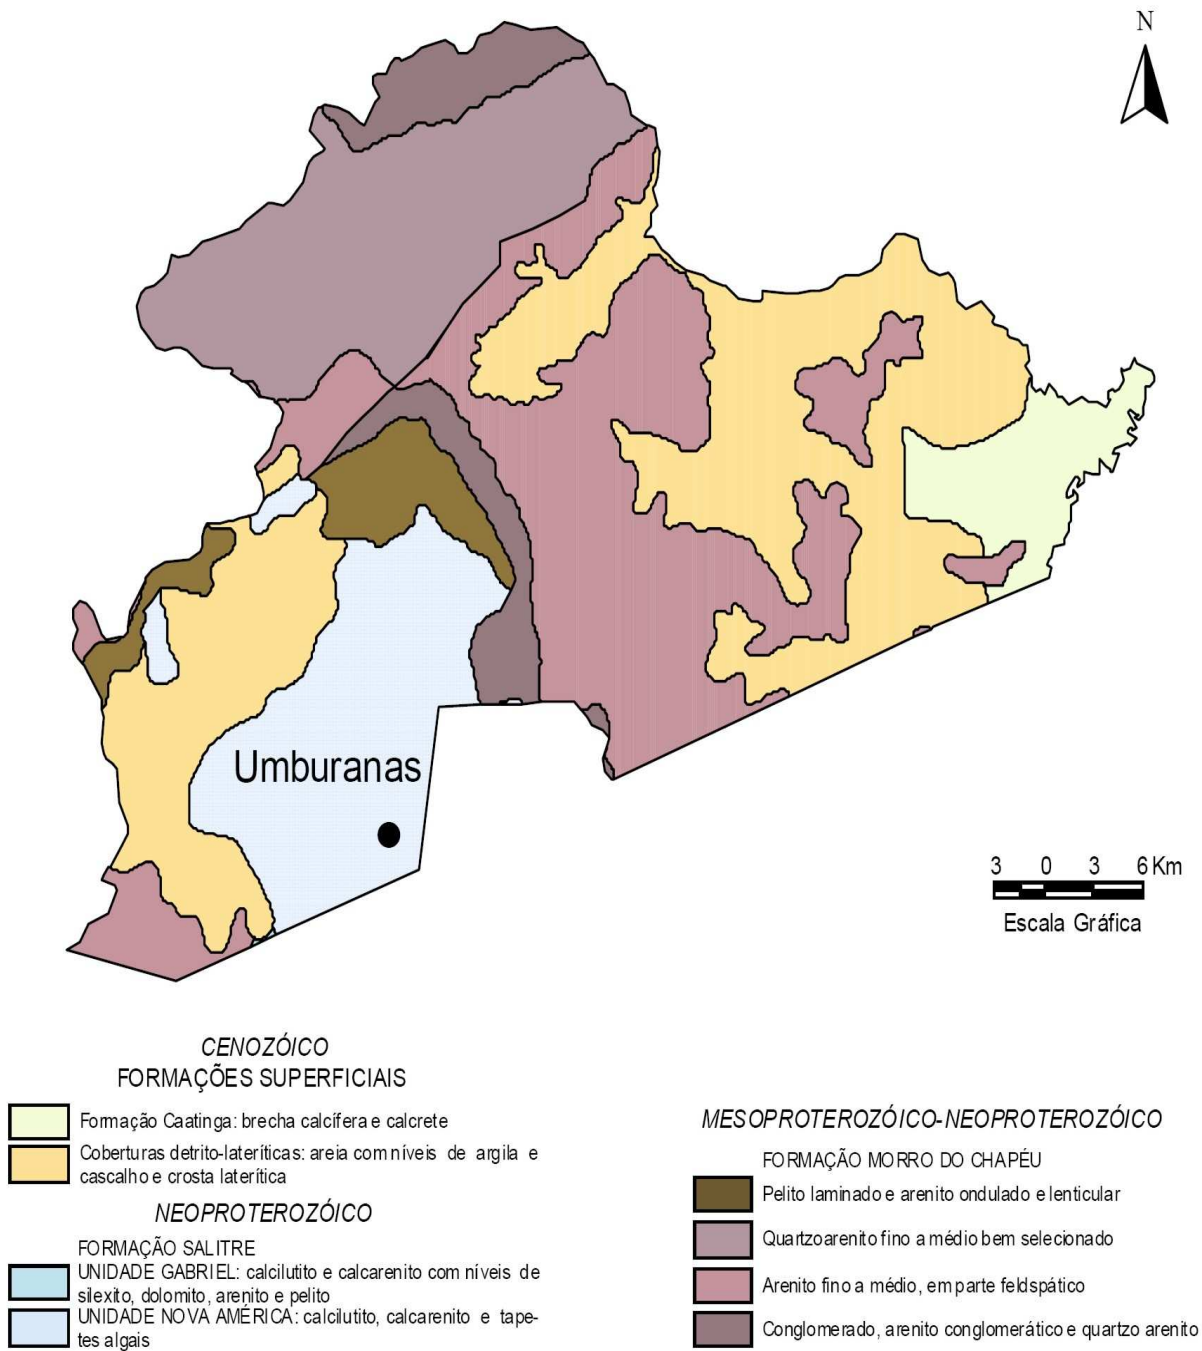 N
Umburanas
3 0 3 6 Km
Escala Gráfica
CENOZÓICO
FORMAÇÕES SUPERFICIAIS
Formação Caatinga: brecha calcífera e calcrete
Coberturas detrito-lateríticas: areia com níveis de argila e
cascalho e crosta laterítica
NEOPROTEROZÓICO
FORMAÇÃO SALITRE
UNIDADE GABRIEL: calcilutito e calcarenito com níveis de
silexito, dolomito, arenito e pelito
UNIDADE NOVA AMÉRICA: calcilutito, calcarenito e tape-
tes algais
MESOPROTEROZÓICO-NEOPROTEROZÓICO
FORMAÇÃO MORRO DO CHAPÉU
Pelito laminado e arenito ondulado e lenticular
Quartzoarenito fino a médio bem selecionado
Arenito fino a médio, em parte feldspático
Conglomerado, arenito conglomerático e quartzo arenito